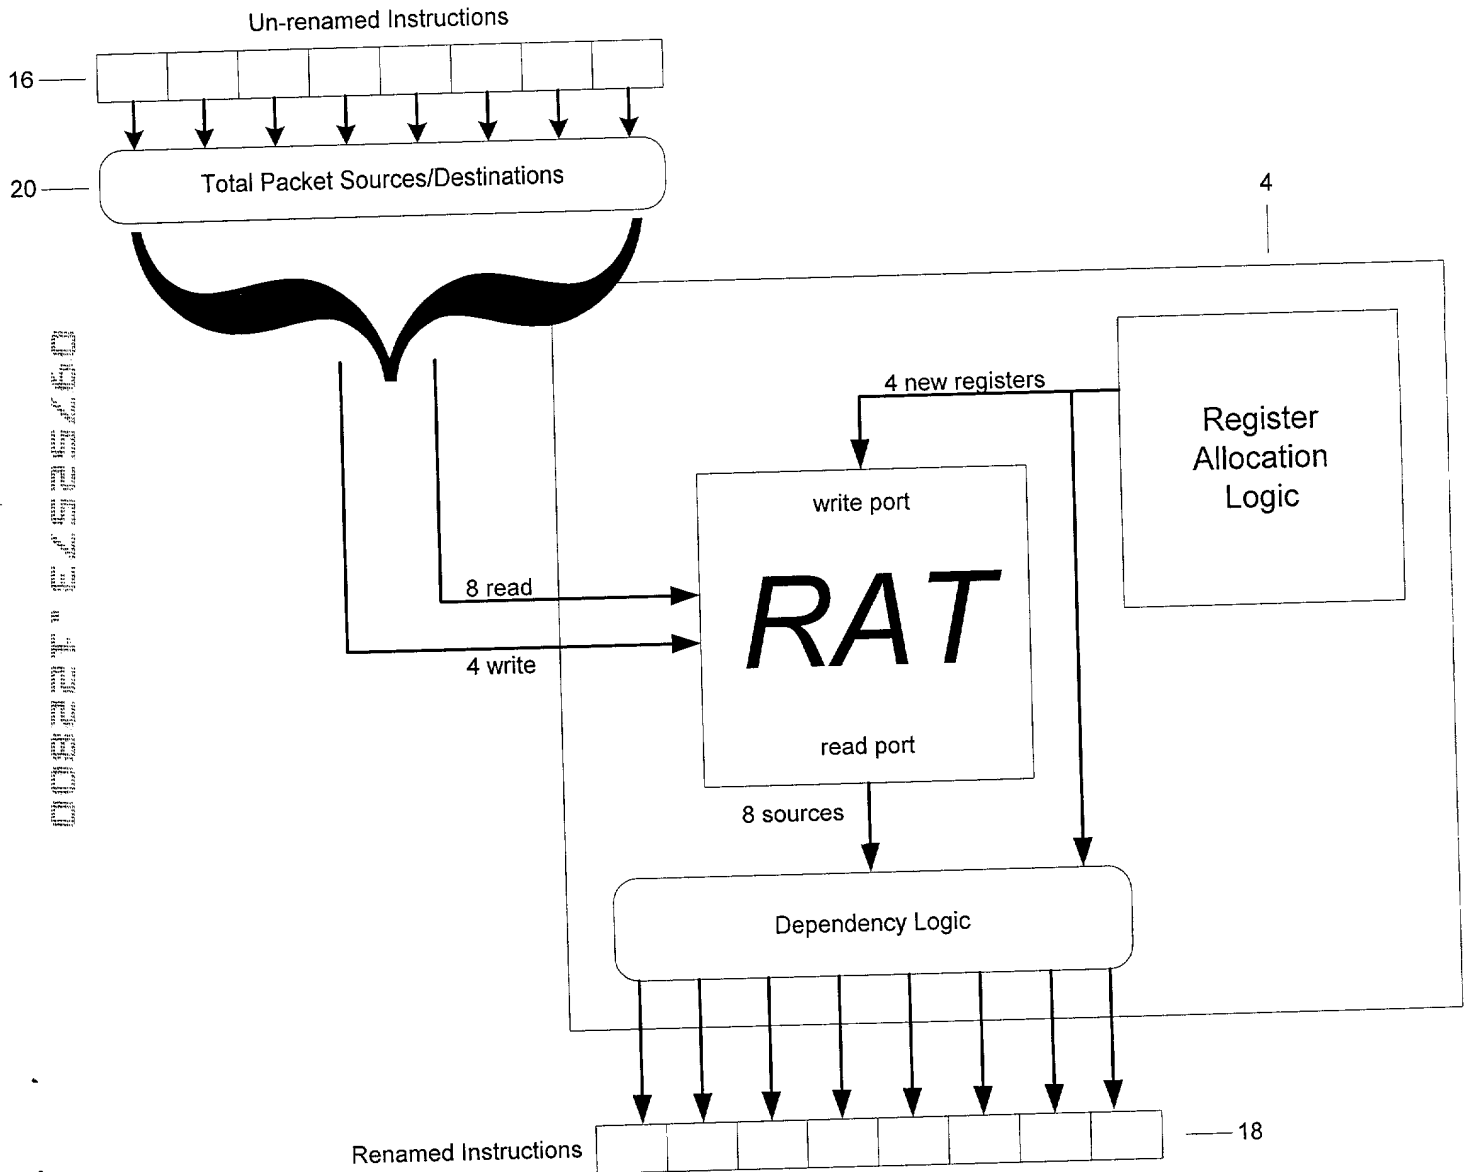 Un-renamed Instructions
16
Total Packet Sources/Destinations
20
4
4 new registers
Register
Allocation
Logic
write port
RAT
8 read
4 write
read port
8 sources
Dependency Logic
Renamed Instructions
18